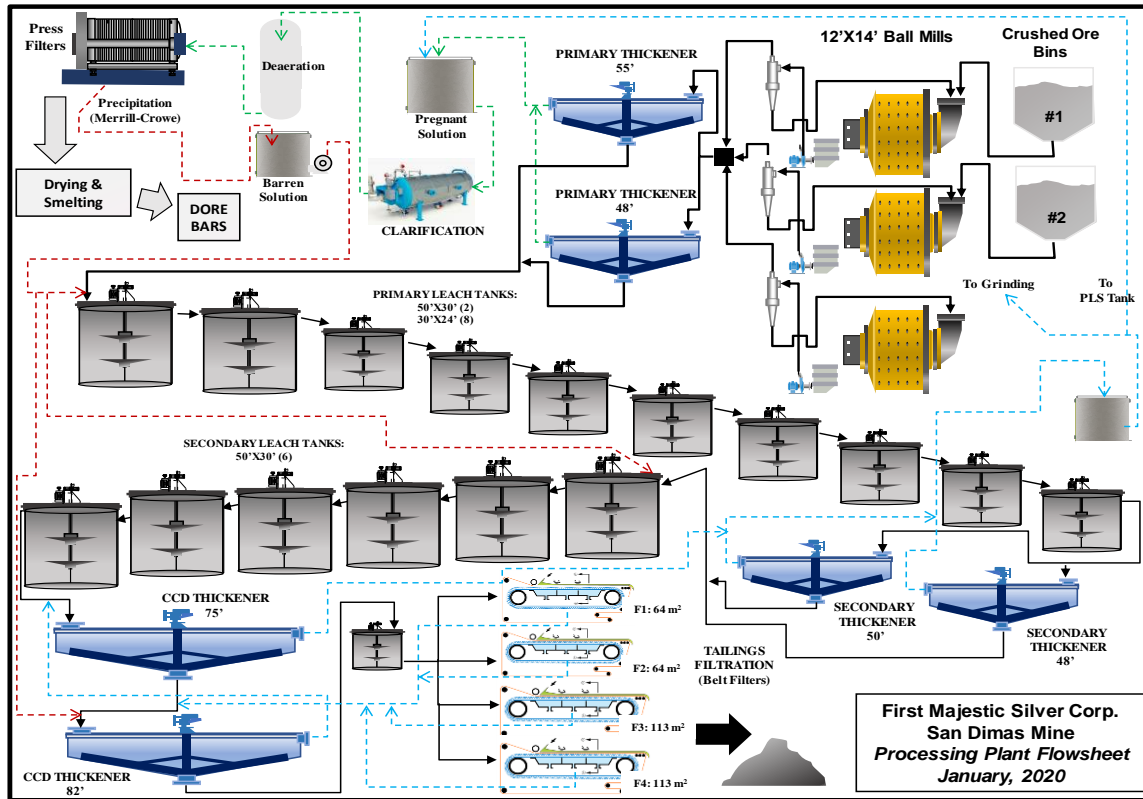 Press
Filters
Deaeration
Precipitation
(Merrill-Crowe)
Drying &
Smelting
DORE
BARS
Barren
Solution
Pregnant
Solution
CLARIFICATION
PRIMARY THICKENER
55'
PRIMARY THICKENER
48'
12'X14' Ball Mills
Crushed Ore
Bins
#1
#2
To Grinding
To
PLS Tank
PRIMARY LEACH TANKS:
50'X30' (2)
30'X24' (8)
SECONDARY LEACH TANKS:
50'X30' (6)
CCD THICKENER
75'
CCD THICKENER
82'
F1: 64 m²
F2: 64 m²
F3: 113 m²
F4: 113 m²
TAILINGS
FILTRATION
(Belt Filters)
SECONDARY
THICKENER
50'
SECONDARY
THICKENER
48'
First Majestic Silver Corp.
San Dimas Mine
Processing Plant Flowsheet
January, 2020